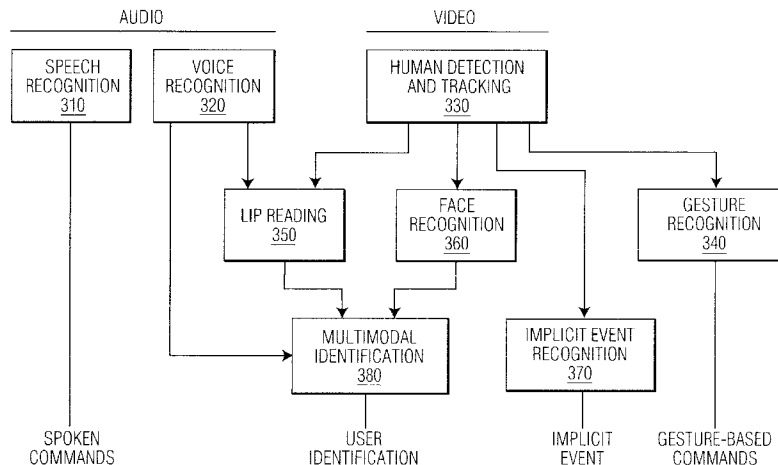 AUDIO
VIDEO
SPEECH
RECOGNITION
310
VOICE
RECOGNITION
320
HUMAN DETECTION
AND TRACKING
330
LIP READING
350
FACE
RECOGNITION
360
GESTURE
RECOGNITION
340
MULTIMODAL
IDENTIFICATION
380
IMPLICIT EVENT
RECOGNITION
370
SPOKEN
COMMANDS
USER
IDENTIFICATION
IMPLICIT
EVENT
GESTURE-BASED
COMMANDS